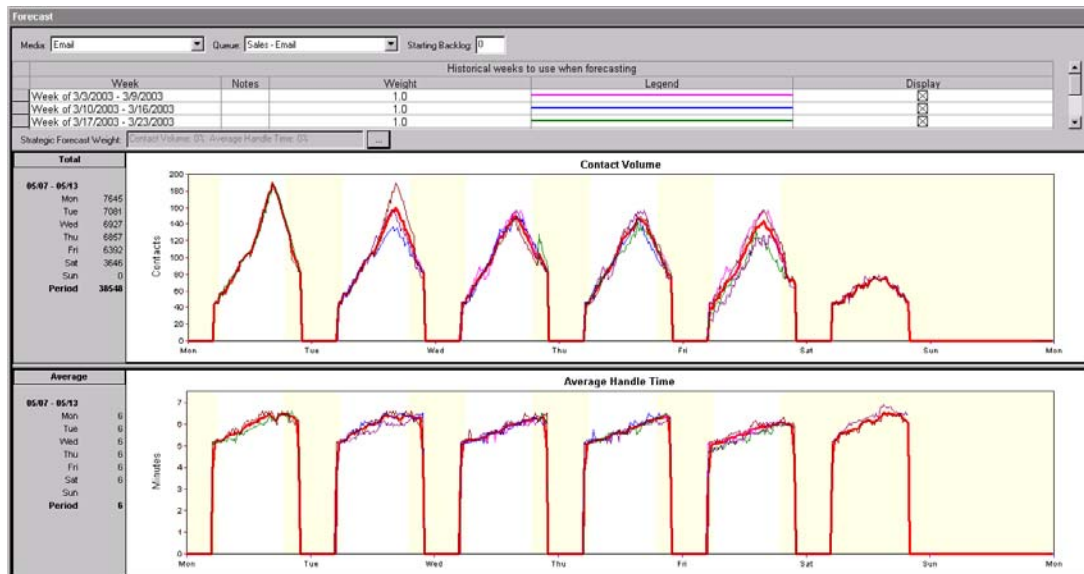 Forecast
Media: Email Queue: Sales - Email Starting Backlog: 0
Historical weeks to use when forecasting
Week Notes Weight Legend Display
Week of 3/3/2003 - 3/9/2003 1.0
Week of 3/10/2003 - 3/16/2003 1.0
Week of 3/17/2003 - 3/23/2003 1.0
Strategic Forecast Weight: Contact Volume: 0% Average Handle Time: 0% ...
Total
05/07 - 05/13
Mon 7645
Tue 7081
Wed 6927
Thu 6857
Fri 6392
Sat 3646
Sun 0
Period 38548
Contact Volume
Contacts
200
180
160
140
120
100
80
60
40
20
0
Mon Tue Wed Thu Fri Sat Sun Mon
Average
05/07 - 05/13
Mon 6
Tue 6
Wed 6
Thu 6
Fri 6
Sat 6
Sun
Period 6
Average Handle Time
Minutes
7
6
5
4
3
2
1
0
Mon Tue Wed Thu Fri Sat Sun Mon